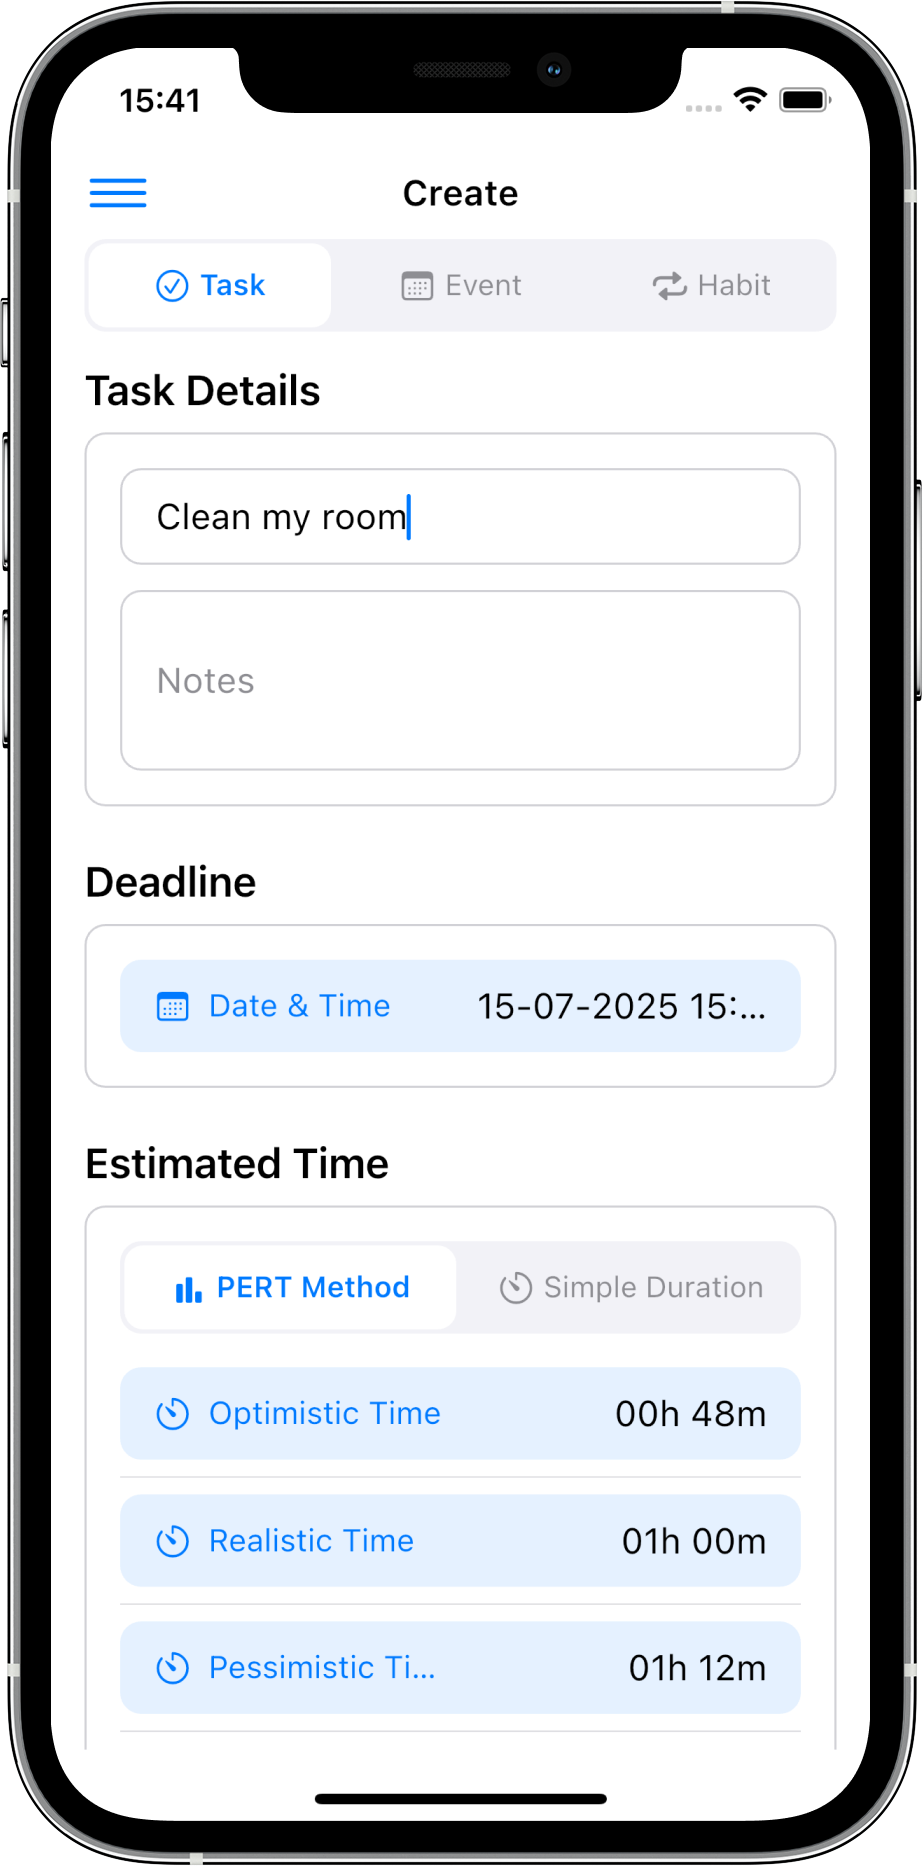 15:41
Create
Task Event Habit
Task Details
Clean my room
Notes
Deadline
Date & Time 15-07-2025 15:...
Estimated Time
PERT Method Simple Duration
Optimistic Time 00h 48m
Realistic Time 01h 00m
Pessimistic Ti... 01h 12m